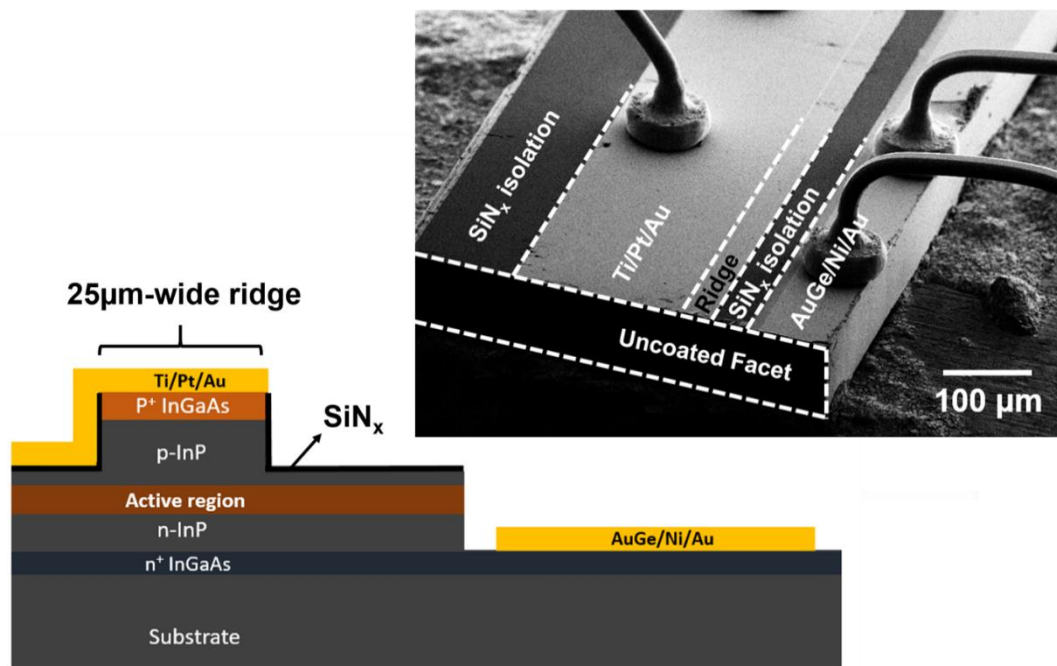 SiNₓ isolation
Ti/Pt/Au
Ridge
SiNₓ isolation
AuGe/Ni/Au
Uncoated Facet
100 μm
25μm-wide ridge
Ti/Pt/Au
P⁺ InGaAs
SiNₓ
p-InP
Active region
n-InP
AuGe/Ni/Au
n⁺ InGaAs
Substrate